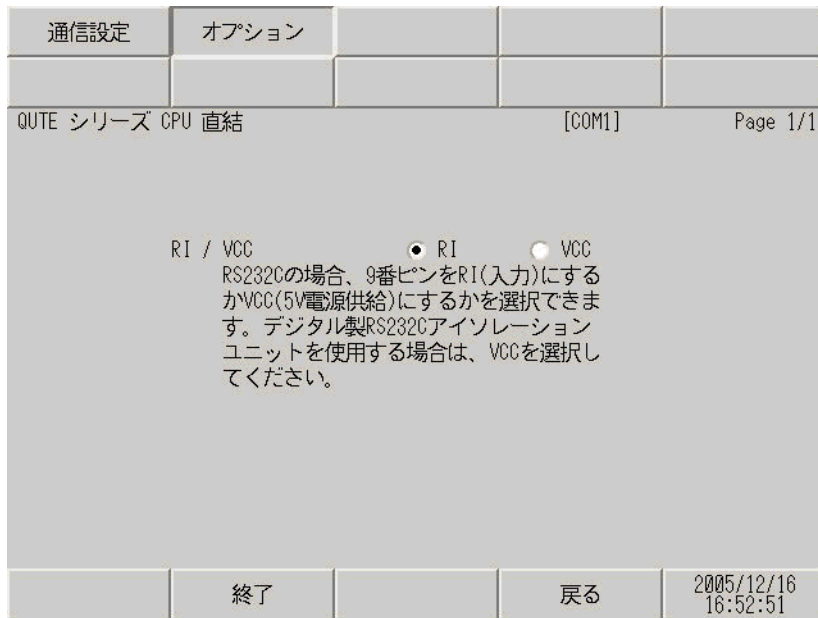 通信設定 オプション
QUTE シリーズ CPU 直結 [COM1] Page 1/1
RI / VCC RI VCC
RS232Cの場合、9番ピンをRI(入力)にする
かVCC(5V電源供給)にするかを選択できま
す。デジタル製RS232Cアイソレーション
ユニットを使用する場合は、VCCを選択し
てください。
終了 戻る 2005/12/16
16:52:51